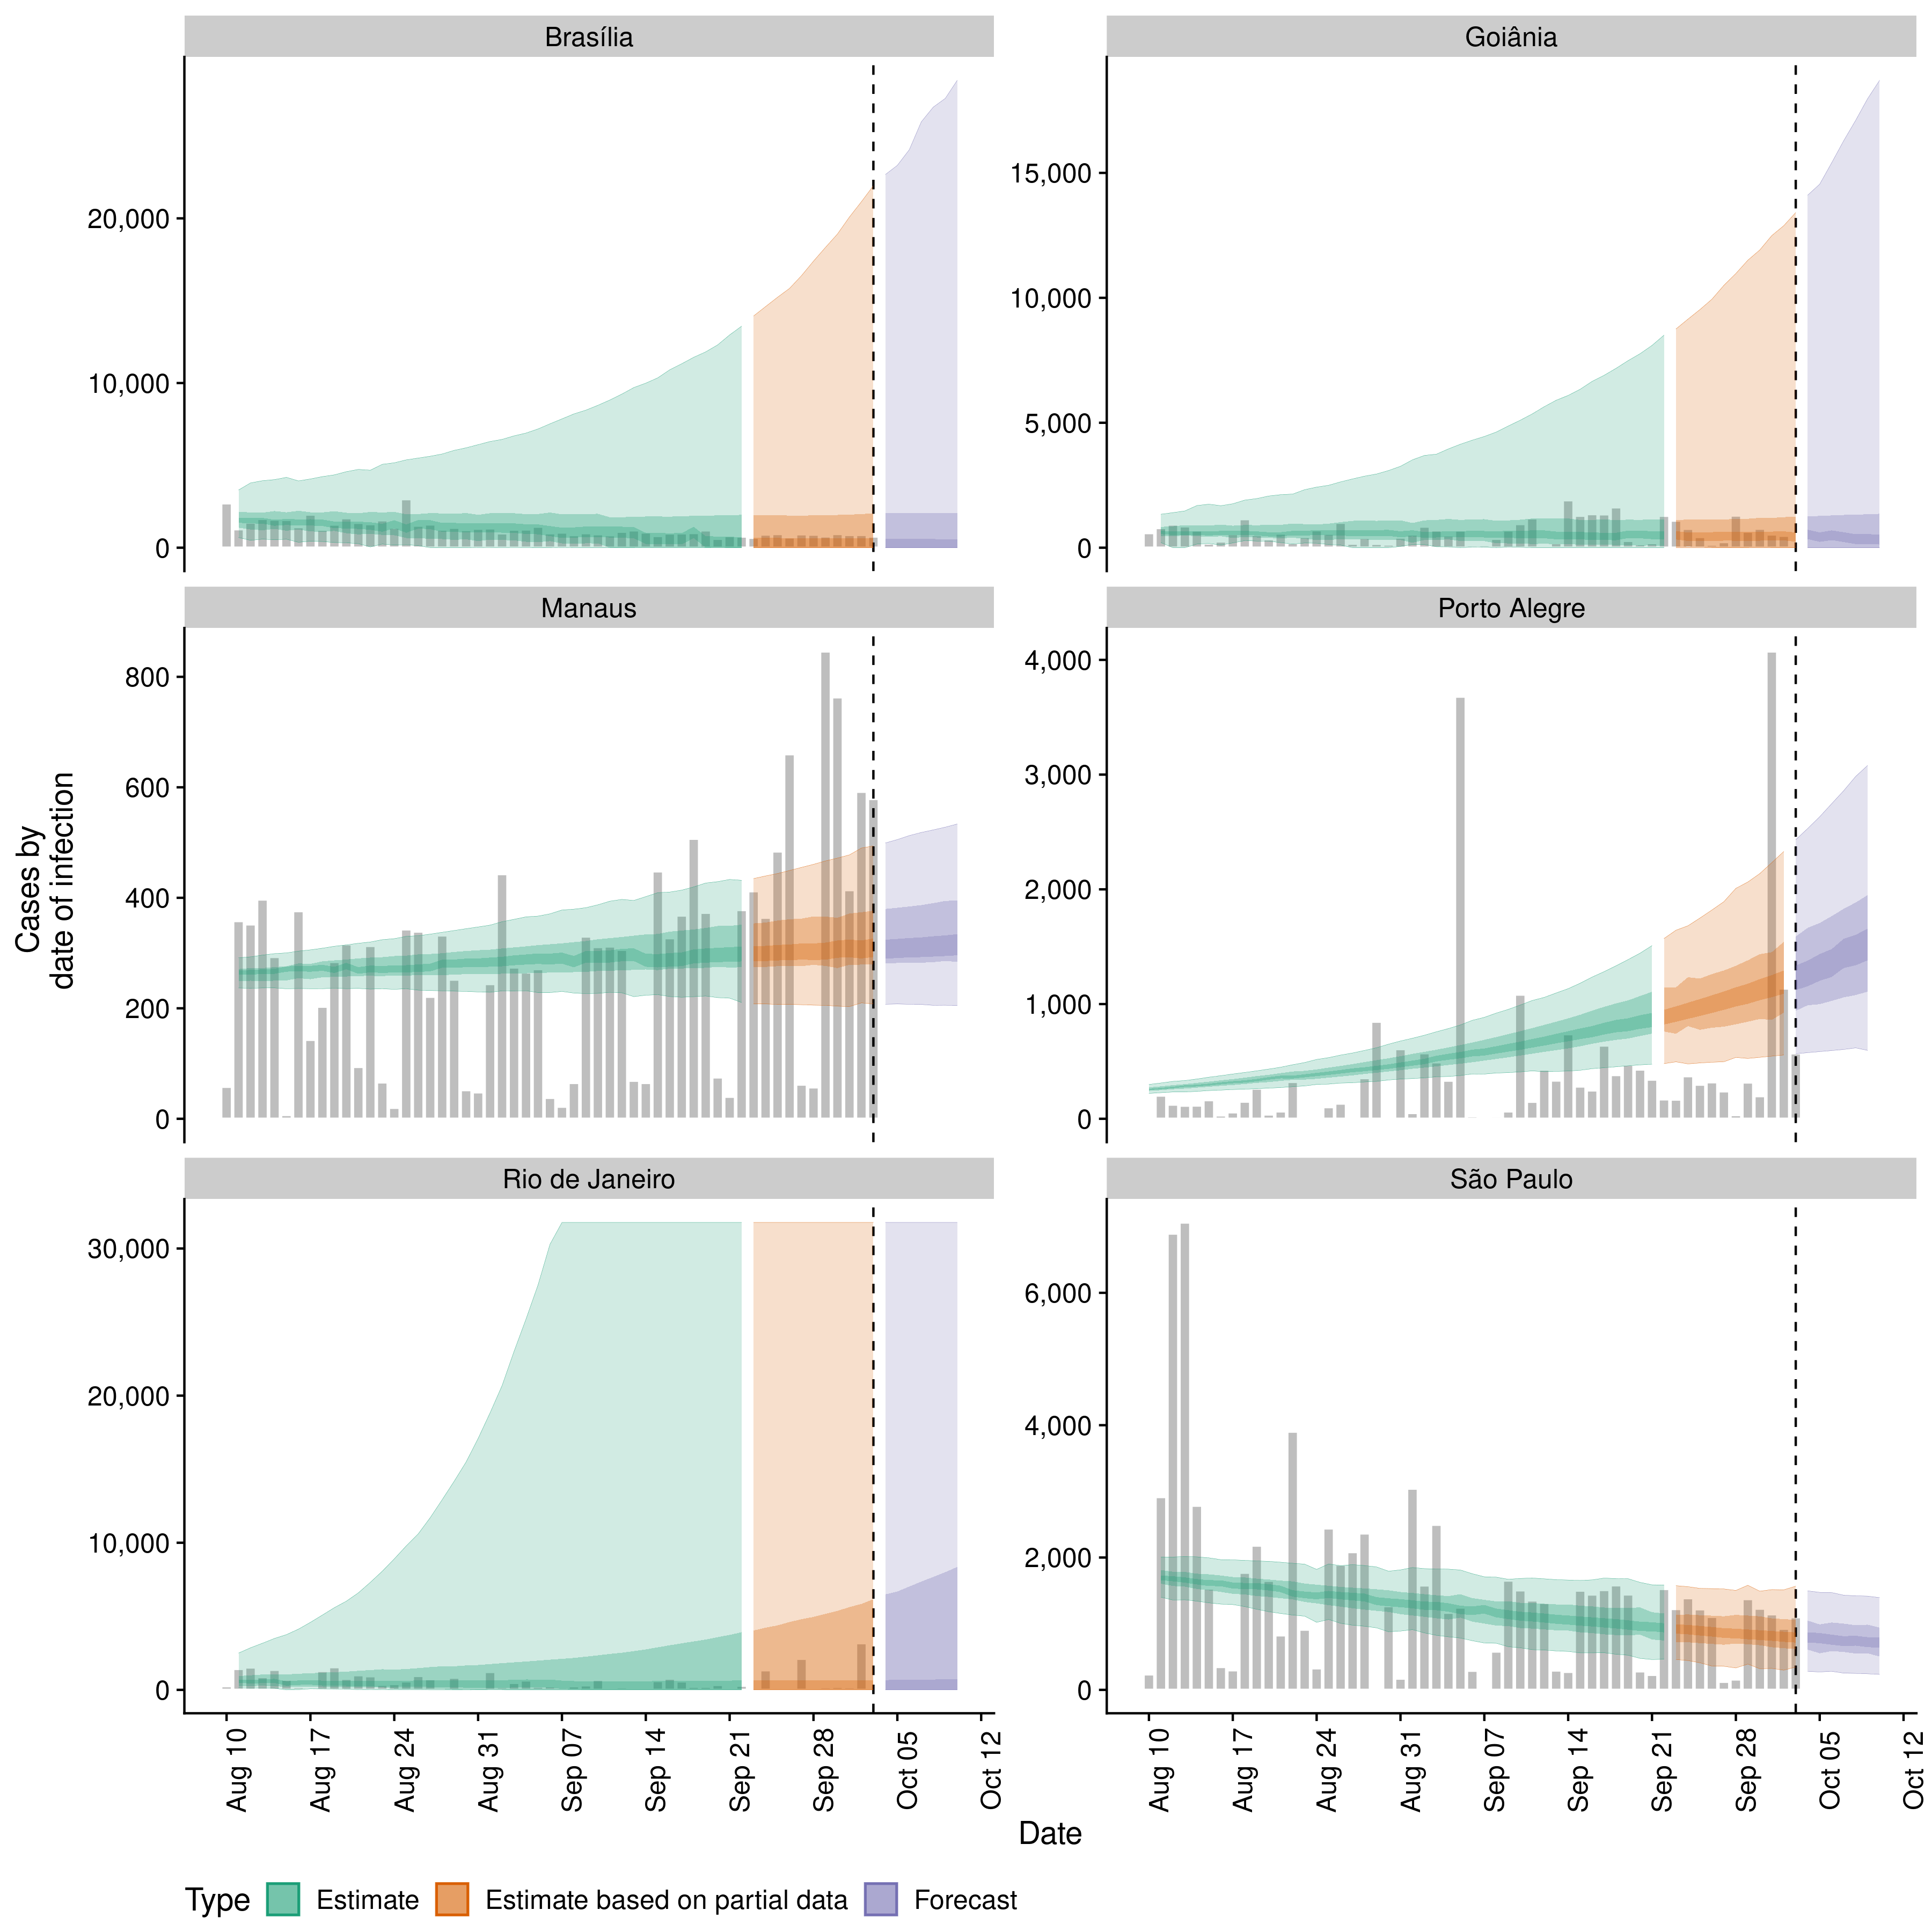 Brasília
Goiânia
20,000
10,000
0
15,000
10,000
5,000
0
Manaus
Porto Alegre
800
600
400
200
0
4,000
3,000
2,000
1,000
0
Cases by
date of infection
Rio de Janeiro
São Paulo
30,000
20,000
10,000
0
6,000
4,000
2,000
0
Aug 10
Aug 17
Aug 24
Aug 31
Sep 07
Sep 14
Sep 21
Sep 28
Oct 05
Oct 12
Aug 10
Aug 17
Aug 24
Aug 31
Sep 07
Sep 14
Sep 21
Sep 28
Oct 05
Oct 12
Date
Type Estimate Estimate based on partial data Forecast